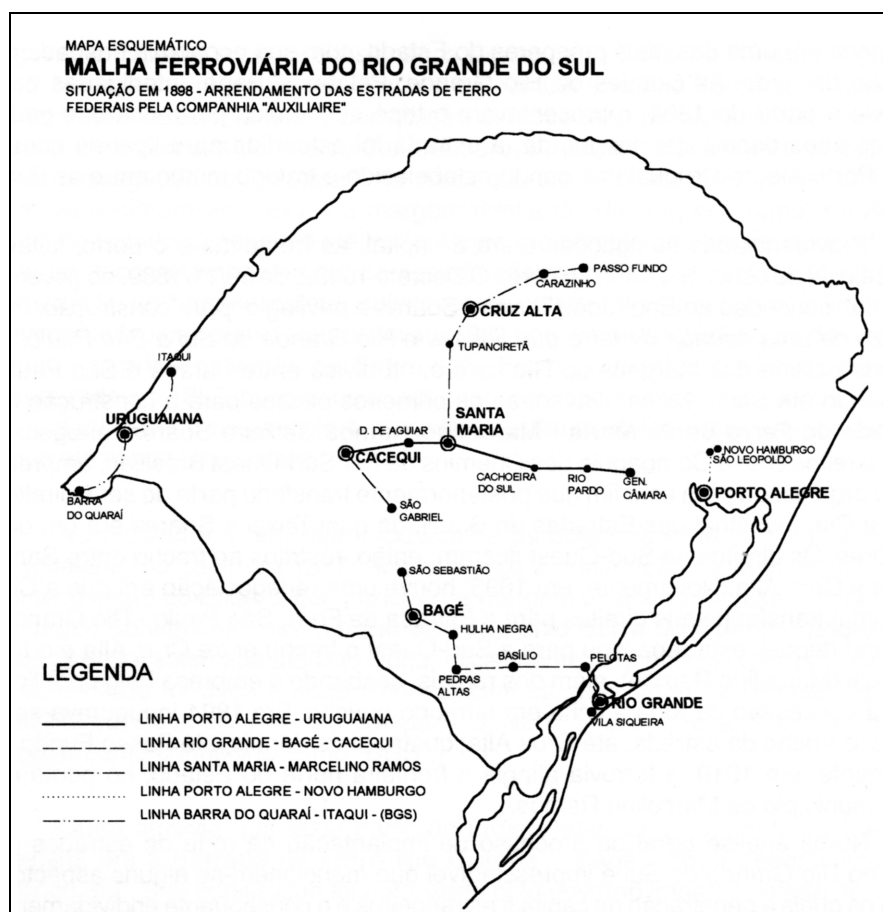 MAPA ESQUEMÁTICO
MALHA FERROVIÁRIA DO RIO GRANDE DO SUL
SITUAÇÃO EM 1898 - ARRENDAMENTO DAS ESTRADAS DE FERRO
FEDERAIS PELA COMPANHIA "AUXILIAIRE"
PASSO FUNDO
CARAZINHO
CRUZ ALTA
TUPANCRETÃ
ITAQUI
URUGUAIANA
SANTA
MARIA
D. DE AGUIAR
CACEQUI
NOVO HAMBURGO
SÃO LEOPOLDO
CACHOEIRA
DO SUL
RIO
PARDO
GEN.
CÂMARA
PORTO ALEGRE
BARRA
DO QUARAÍ
SÃO
GABRIEL
SÃO SEBASTIÃO
BAGÉ
HULHA NEGRA
BASÍLIO
PELOTAS
PEDRAS
ALTAS
RIO GRANDE
VILA SIQUEIRA
LEGENDA
LINHA PORTO ALEGRE - URUGUAIANA
LINHA RIO GRANDE - BAGÉ - CACEQUI
LINHA SANTA MARIA - MARCELINO RAMOS
LINHA PORTO ALEGRE - NOVO HAMBURGO
LINHA BARRA DO QUARAÍ - ITAQUI - (BGS)